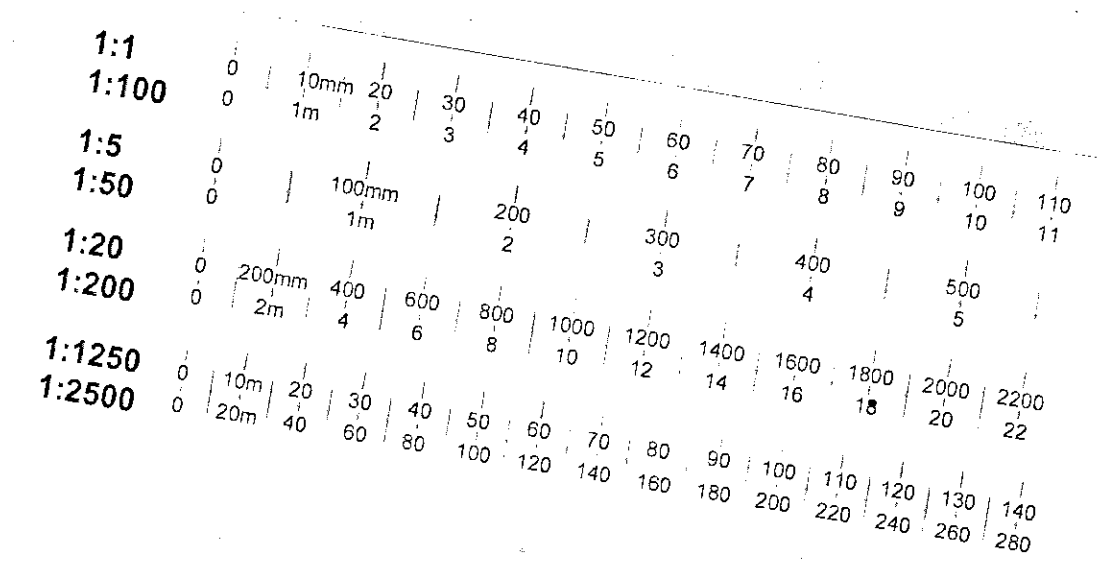 1:1 0 10mm 20 30 40 50 60 70 80 90 100 110
1:100 0 1m 2 3 4 5 6 7 8 9 10 11
1:5 0 100mm 200 300 400 500
1:50 0 1m 2 3 4 5
1:20 0 200mm 400 600 800 1000 1200 1400 1600 1800 2000 2200
1:200 0 2m 4 6 8 10 12 14 16 18 20 22
1:1250 0 10m 20 30 40 50 60 70 80 90 100 110 120 130 140
1:2500 0 20m 40 60 80 100 120 140 160 180 200 220 240 260 280